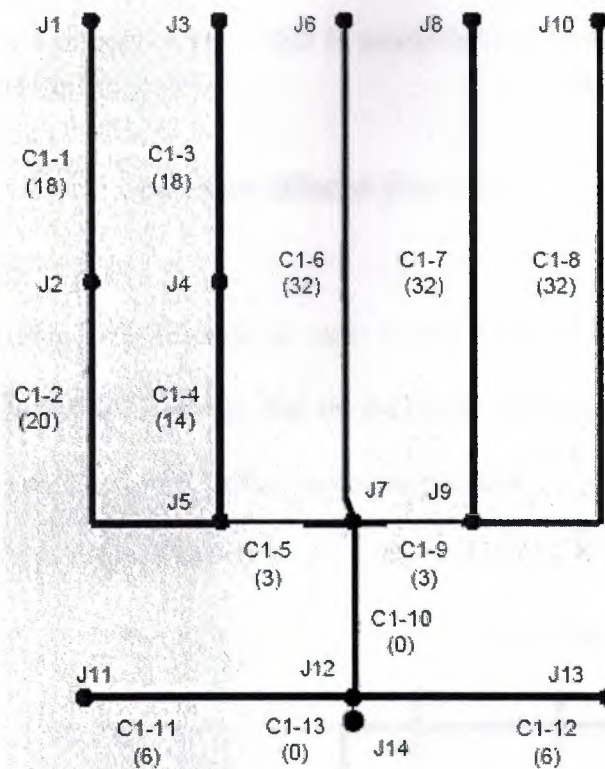 J1 J3 J6 J8 J10
C1-1
(18)
C1-3
(18)
C1-6
(32)
C1-7
(32)
C1-8
(32)
J2 J4
C1-2
(20)
C1-4
(14)
J5 J7 J9
C1-5
(3)
C1-9
(3)
C1-10
(0)
J11 J12 J13
C1-11
(6)
C1-13
(0)
C1-12
(6)
J14